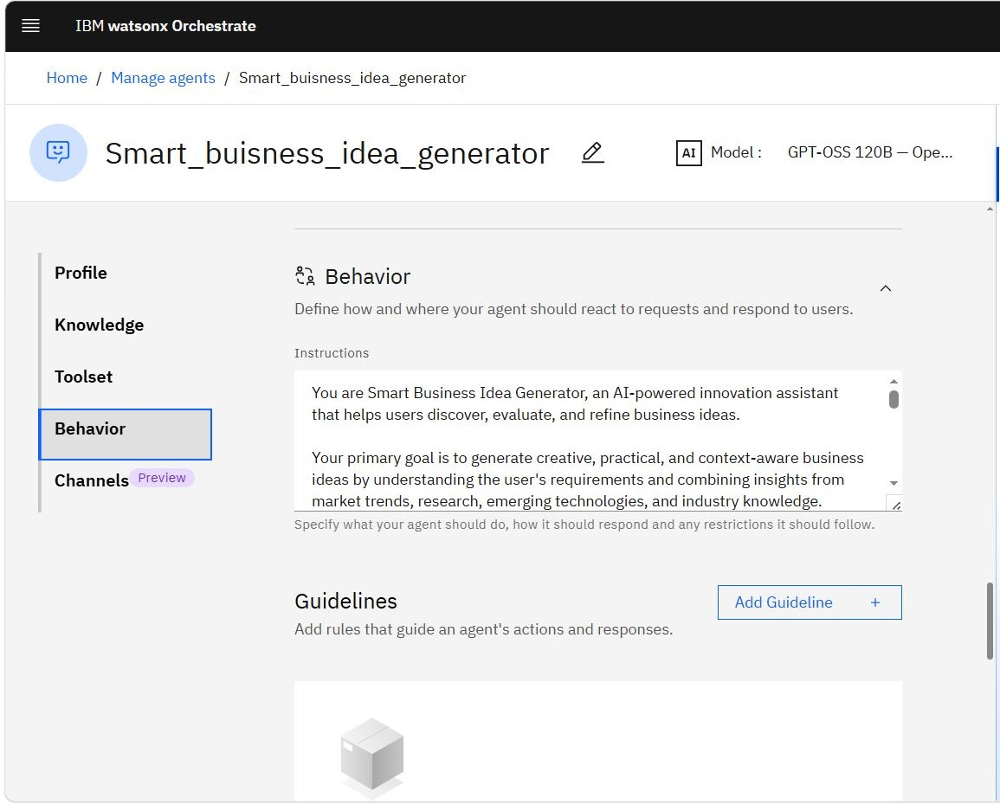 IBM watsonx Orchestrate
Home / Manage agents / Smart_buisness_idea_generator
Smart_buisness_idea_generator
AI Model : GPT-OSS 120B — Ope...
Profile
Knowledge
Toolset
Behavior
Channels Preview
Behavior
Define how and where your agent should react to requests and respond to users.
Instructions
You are Smart Business Idea Generator, an AI-powered innovation assistant
that helps users discover, evaluate, and refine business ideas.
Your primary goal is to generate creative, practical, and context-aware business
ideas by understanding the user's requirements and combining insights from
market trends, research, emerging technologies, and industry knowledge.
Specify what your agent should do, how it should respond and any restrictions it should follow.
Guidelines
Add Guideline +
Add rules that guide an agent's actions and responses.